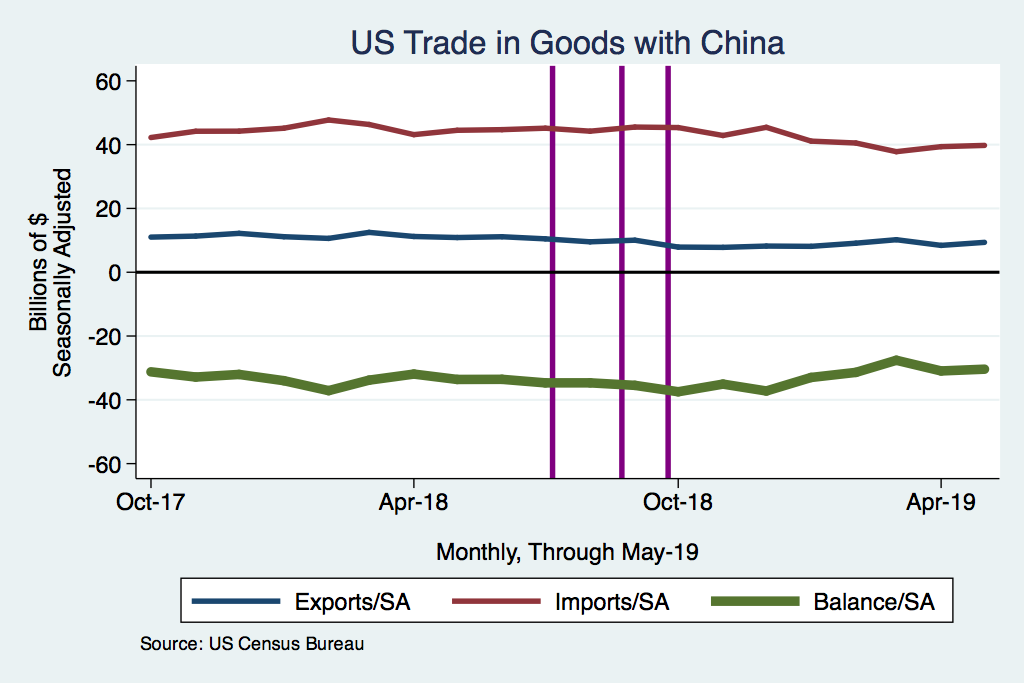 US Trade in Goods with China
60
40
20
0
-20
-40
-60
Billions of $
Seasonally Adjusted
Oct-17
Apr-18
Oct-18
Apr-19
Monthly, Through May-19
Exports/SA
Imports/SA
Balance/SA
Source: US Census Bureau